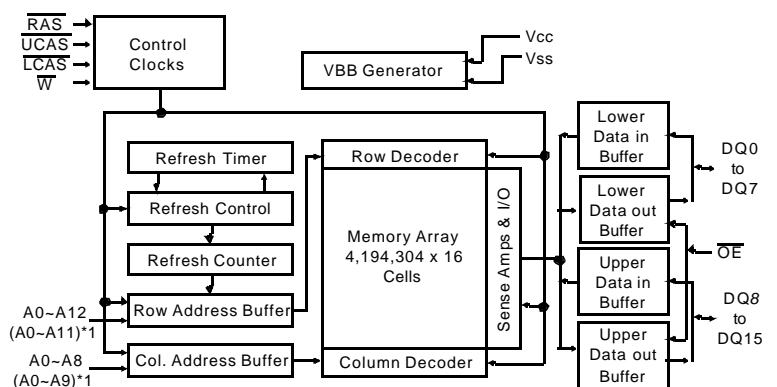 RAS
UCAS
LCAS
W
Control
Clocks
VBB Generator
Vcc
Vss
Refresh Timer
Refresh Control
Refresh Counter
Row Address Buffer
Col. Address Buffer
A0~A12
(A0~A11)*1
A0~A8
(A0~A9)*1
Row Decoder
Memory Array
4,194,304 x 16
Cells
Column Decoder
Sense Amps & I/O
Lower
Data in
Buffer
Lower
Data out
Buffer
Upper
Data in
Buffer
Upper
Data out
Buffer
DQ0
to
DQ7
OE
DQ8
to
DQ15